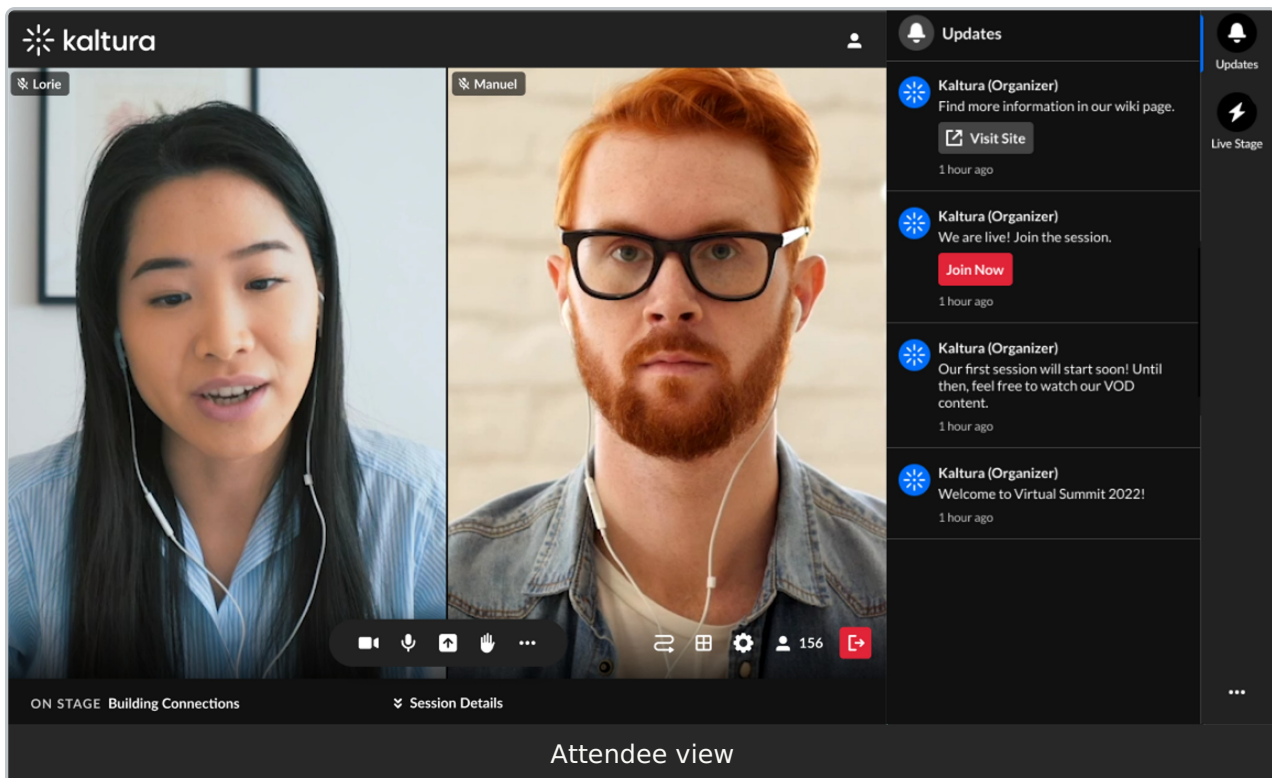 kaltura
Lorie
Manuel
156
ON STAGE Building Connections
Session Details
Updates
Kaltura (Organizer)
Find more information in our wiki page.
Visit Site
1 hour ago
Kaltura (Organizer)
We are live! Join the session.
Join Now
1 hour ago
Kaltura (Organizer)
Our first session will start soon! Until
then, feel free to watch our VOD
content.
1 hour ago
Kaltura (Organizer)
Welcome to Virtual Summit 2022!
1 hour ago
Updates
Live Stage
Attendee view